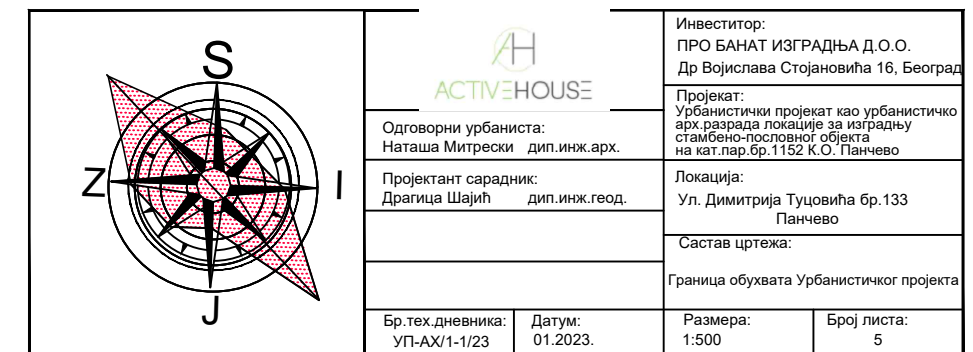 S
Z
I
J
AH
ACTIVEHOUSE
Одговорни урбаниста:
Наташа Митрески дип.инж.арх.
Пројектант сарадник:
Драгица Шајић дип.инж.геод.
Бр.тех.дневника:
УП-АХ/1-1/23
Датум:
01.2023.
Инвеститор:
ПРО БАНАТ ИЗГРАДЊА Д.О.О.
Др Војислава Стојановића 16, Београд
Пројекат:
Урбанистички пројекат као урбанистичко
арх.разрада локације за изградњу
стамбено-пословног објекта
на кат.пар.бр.1152 К.О. Панчево
Локација:
Ул. Димитрија Туцовића бр.133
Панчево
Састав цртежа:
Граница обухвата Урбанистичког пројекта
Размера:
1:500
Број листа:
5